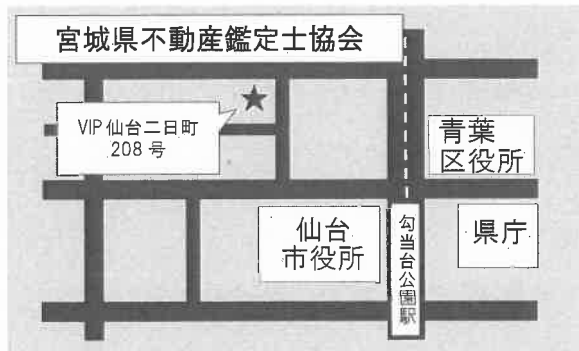 宮城県不動産鑑定士協会
VIP仙台二日町
208号
青葉
区役所
仙台
市役所
勾当台公園駅
県庁